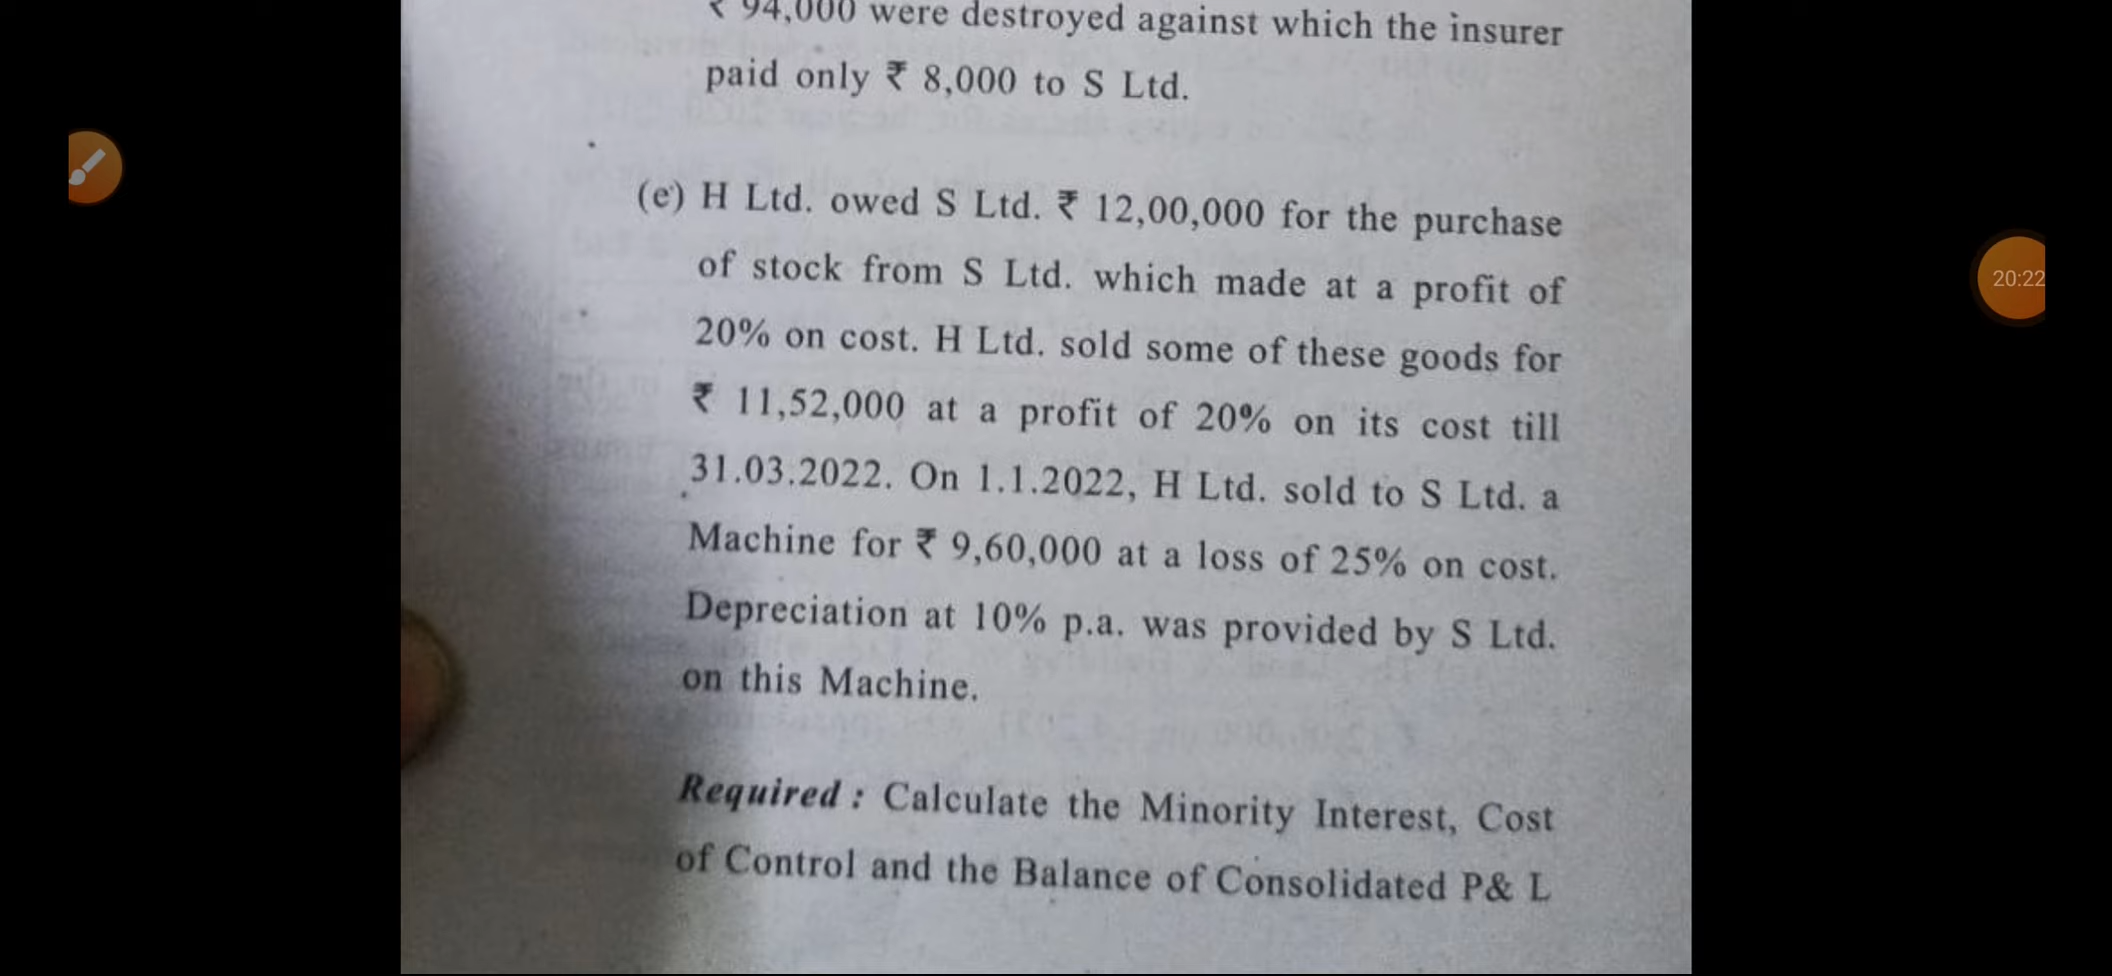 ₹ 94,000 were destroyed against which the insurer
paid only ₹ 8,000 to S Ltd.
(e) H Ltd. owed S Ltd. ₹ 12,00,000 for the purchase
of stock from S Ltd. which made at a profit of
20% on cost. H Ltd. sold some of these goods for
₹ 11,52,000 at a profit of 20% on its cost till
31.03.2022. On 1.1.2022, H Ltd. sold to S Ltd. a
Machine for ₹ 9,60,000 at a loss of 25% on cost.
Depreciation at 10% p.a. was provided by S Ltd.
on this Machine.
Required : Calculate the Minority Interest, Cost
of Control and the Balance of Consolidated P& L
20:22